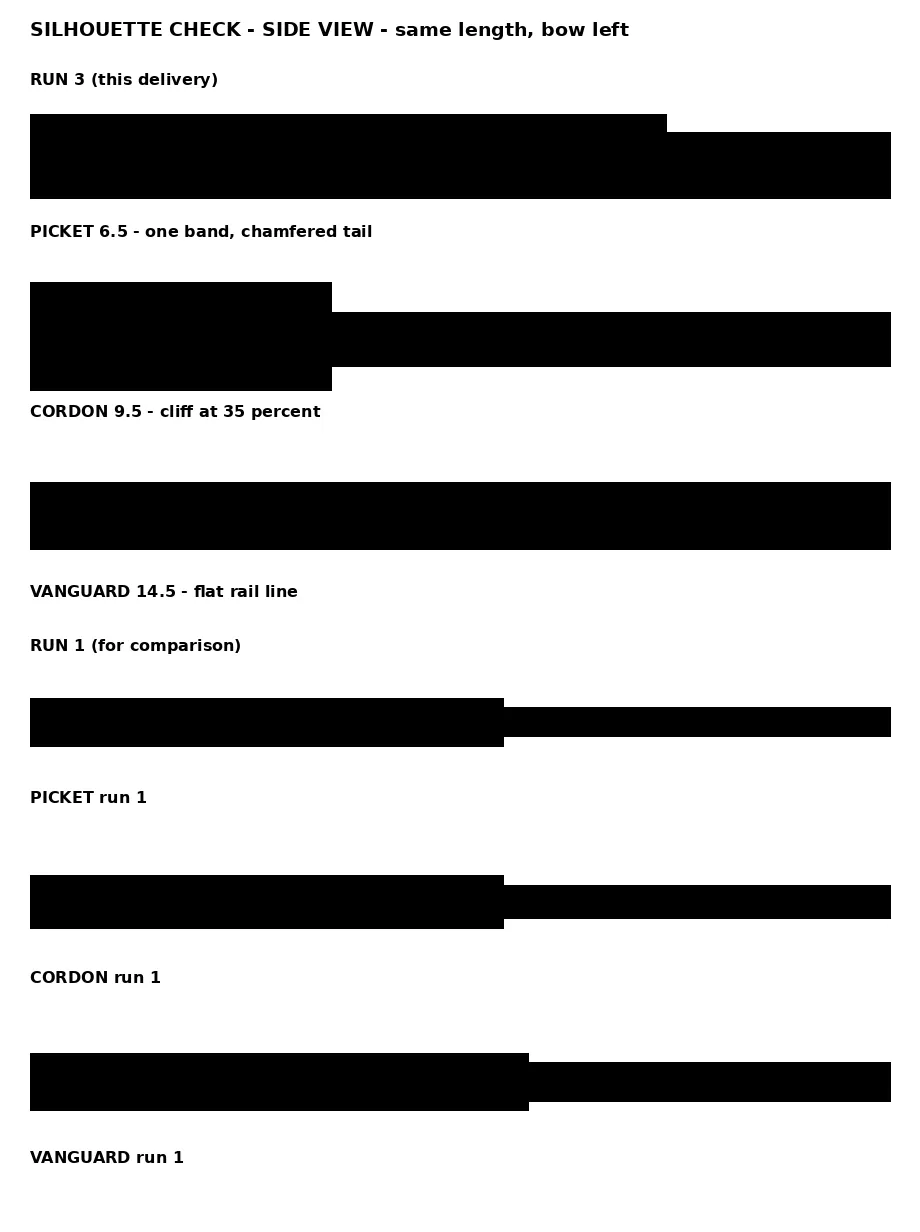 SILHOUETTE CHECK - SIDE VIEW - same length, bow left
RUN 3 (this delivery)
PICKET 6.5 - one band, chamfered tail
CORDON 9.5 - cliff at 35 percent
VANGUARD 14.5 - flat rail line
RUN 1 (for comparison)
PICKET run 1
CORDON run 1
VANGUARD run 1